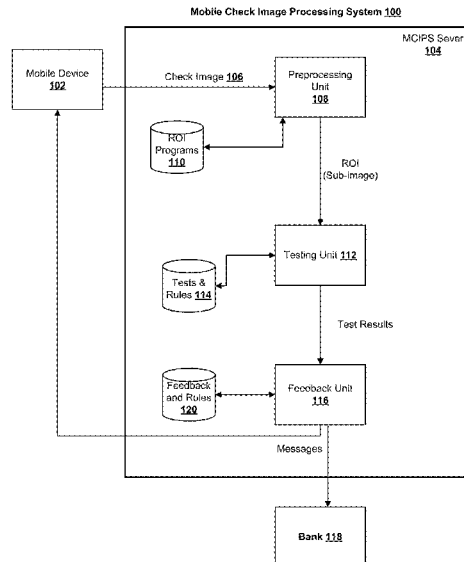 Mobile Check Image Processing System 100
MCIPS Sever
104
Mobile Device
102
Check Image 106
Preprocessing
Unit
108
ROI
Programs
110
ROI
(Sub-Image)
Testing Unit 112
Tests &
Rules 114
Test Results
Feedback
and Rules
120
Feedback Unit
116
Messages
Bank 118